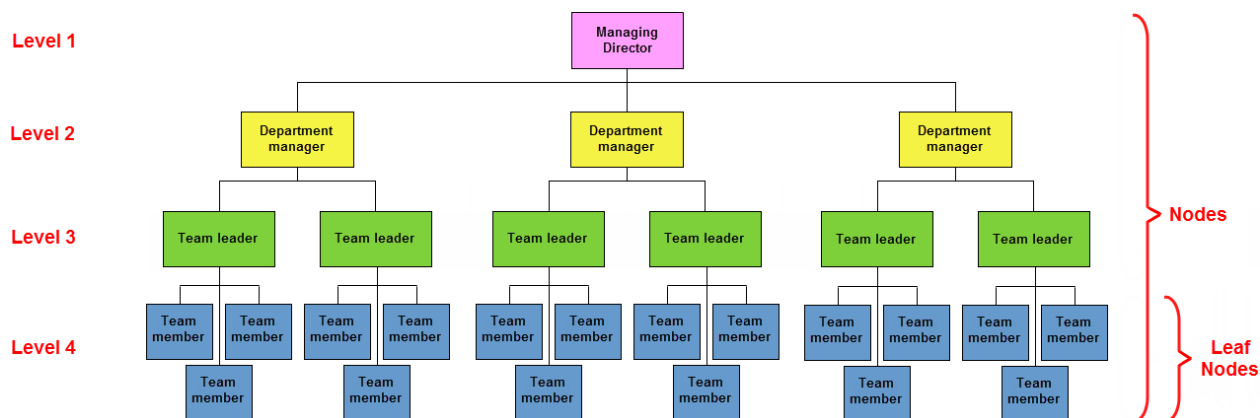 Level 1
Managing
Director
Level 2
Department
manager
Department
manager
Department
manager
Nodes
Level 3
Team leader
Team leader
Team leader
Team leader
Team leader
Team leader
Level 4
Team
member
Team
member
Team
member
Team
member
Team
member
Team
member
Team
member
Team
member
Team
member
Team
member
Team
member
Team
member
Leaf
Nodes
Team
member
Team
member
Team
member
Team
member
Team
member
Team
member